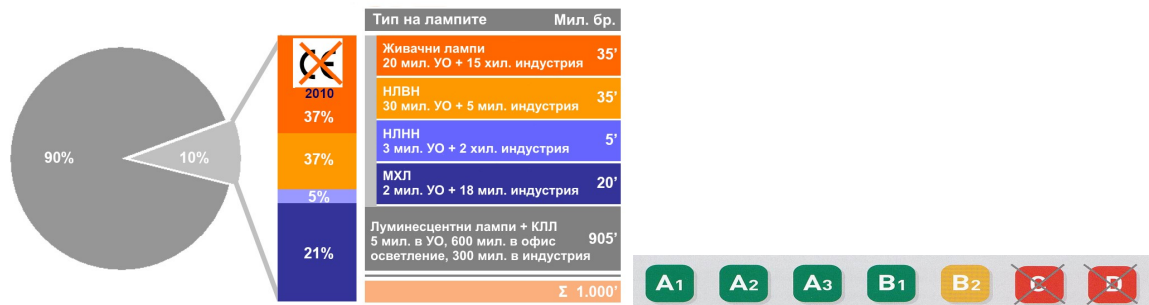 90%
10%
CE
2010
37%
37%
5%
21%
Тип на лампите Мил. бр.
Живачни лампи
20 мил. УО + 15 хил. индустрия 35'
НЛВН
30 мил. УО + 5 мил. индустрия 35'
НЛНН
3 мил. УО + 2 хил. индустрия 5'
МХЛ
2 мил. УО + 18 мил. индустрия 20'
Луминесцентни лампи + КЛЛ
5 мил. в УО, 600 мил. в офис 905'
осветление, 300 мил. в индустрия
Σ 1.000'
A1 A2 A3 B1 B2 C D